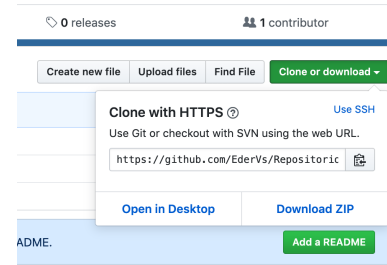 0 releases
1 contributor
Create new file
Upload files
Find File
Clone or download
Clone with HTTPS
Use SSH
Use Git or checkout with SVN using the web URL.
https://github.com/EderVs/Repositoric
Open in Desktop
Download ZIP
ADME.
Add a README